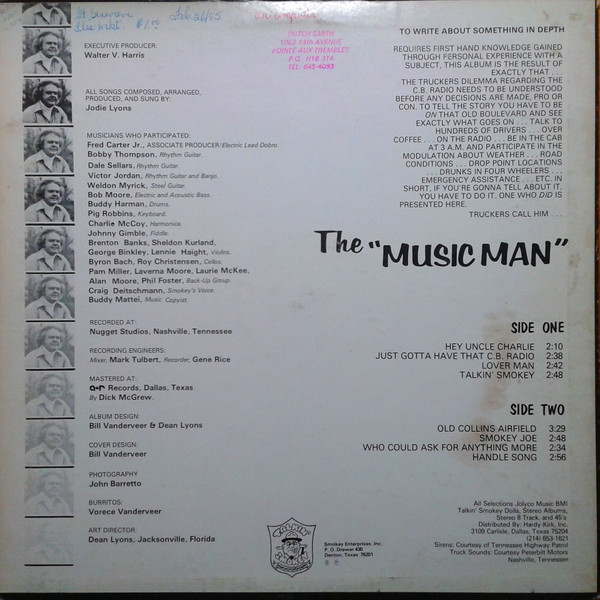 $1.00
DUTCH EARTH
POINTE AUX TREMBLES
TEL: 645-4093
EXECUTIVE PRODUCER:
Walter V. Harris
ALL SONGS COMPOSED, ARRANGED,
PRODUCED, AND SUNG BY:
Jodie Lyons
MUSICIANS WHO PARTICIPATED:
Fred Carter Jr., ASSOCIATE PRODUCER/Electric Lead Dobro.
Bobby Thompson, Rhythm Guitar.
Dale Sellars, Rhythm Guitar.
Victor Jordan, Rhythm Guitar and Banjo.
Weldon Myrick, Steel Guitar.
Bob Moore, Electric and Acoustic Bass.
Buddy Harman, Drums.
Pig Robbins, Keyboard.
Charlie McCoy, Harmonica.
Johnny Gimble, Fiddle.
Brenton Banks, Sheldon Kurland,
George Binkley, Lennie Haight, Violins.
Byron Bach, Roy Christensen, Cellos.
Pam Miller, Laverna Moore, Laurie McKee,
Alan Moore, Phil Foster, Back-Up Group.
Craig Deitschmann, Smokey's Voice.
Buddy Mattei, Music Copyist.
RECORDED AT:
Nugget Studios, Nashville, Tennessee
RECORDING ENGINEERS:
Mixer, Mark Tulbert, Recorder, Gene Rice
MASTERED AT:
Records, Dallas, Texas
By Dick McGrew.
ALBUM DESIGN:
Bill Vanderveer & Dean Lyons
COVER DESIGN:
Bill Vanderveer
PHOTOGRAPHY
John Barretto
BURRITOS:
Vorece Vanderveer
ART DIRECTOR:
Dean Lyons, Jacksonville, Florida
TO WRITE ABOUT SOMETHING IN DEPTH
REQUIRES FIRST HAND KNOWLEDGE GAINED
THROUGH PERSONAL EXPERIENCE WITH A
SUBJECT, THIS ALBUM IS THE RESULT OF
EXACTLY THAT . . .
THE TRUCKERS DILEMMA REGARDING THE
C.B. RADIO NEEDS TO BE UNDERSTOOD
BEFORE ANY DECISIONS ARE MADE, PRO OR
CON. TO TELL THE STORY YOU HAVE TO BE
ON THAT OLD BOULEVARD AND SEE
EXACTLY WHAT GOES ON . . . TALK TO
HUNDREDS OF DRIVERS . . . OVER
COFFEE . . . ON THE RADIO . . . BE IN THE CAB
AT 3 A.M. AND PARTICIPATE IN THE
MODULATION ABOUT WEATHER . . . ROAD
CONDITIONS . . . DROP POINT LOCATIONS
. . . DRUNKS IN FOUR WHEELERS . . .
EMERGENCY ASSISTANCE . . . ETC. IN
SHORT, IF YOU'RE GONNA TELL ABOUT IT,
YOU HAVE TO DO IT. ONE WHO DID IS
PRESENTED HERE.
TRUCKERS CALL HIM . . .
The "MUSIC MAN"
SIDE ONE
HEY UNCLE CHARLIE 2:10
JUST GOTTA HAVE THAT C.B. RADIO 2:38
LOVER MAN 2:42
TALKIN' SMOKEY 2:48
SIDE TWO
OLD COLLINS AIRFIELD 3:29
SMOKEY JOE 2:48
WHO COULD ASK FOR ANYTHING MORE 2:34
HANDLE SONG 2:56
TALKIN'
SMOKEY
Smokey Enterprises, Inc.
P. O. Drawer 430
Denton, Texas 76201
All Selections Jolyco Music BMI
Talkin' Smokey Dolls, Stereo Albums,
Stereo 8 Track, and 45's
Distributed By: Hardy-Kirk, Inc.
3109 Carlisle, Dallas, Texas 75204
(214) 653-1621
Sirens: Courtesy of Tennessee Highway Patrol
Truck Sounds: Courtesy Peterbilt Motors
Nashville, Tennessee